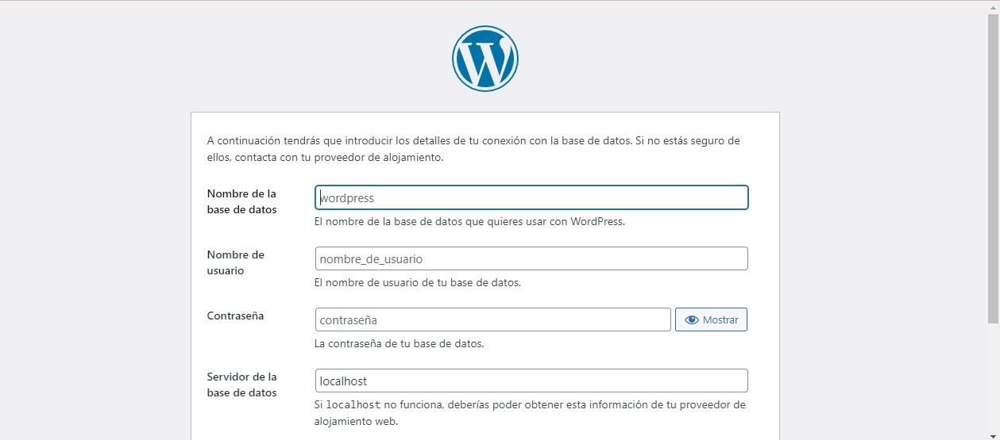 A continuación tendrás que introducir los detalles de tu conexión con la base de datos. Si no estás seguro de
ellos, contacta con tu proveedor de alojamiento.
Nombre de la
base de datos
wordpress
El nombre de la base de datos que quieres usar con WordPress.
Nombre de
usuario
nombre_de_usuario
El nombre de usuario de tu base de datos.
Contraseña
contraseña
Mostrar
La contraseña de tu base de datos.
Servidor de la
base de datos
localhost
Si localhost no funciona, deberías poder obtener esta información de tu proveedor de
alojamiento web.